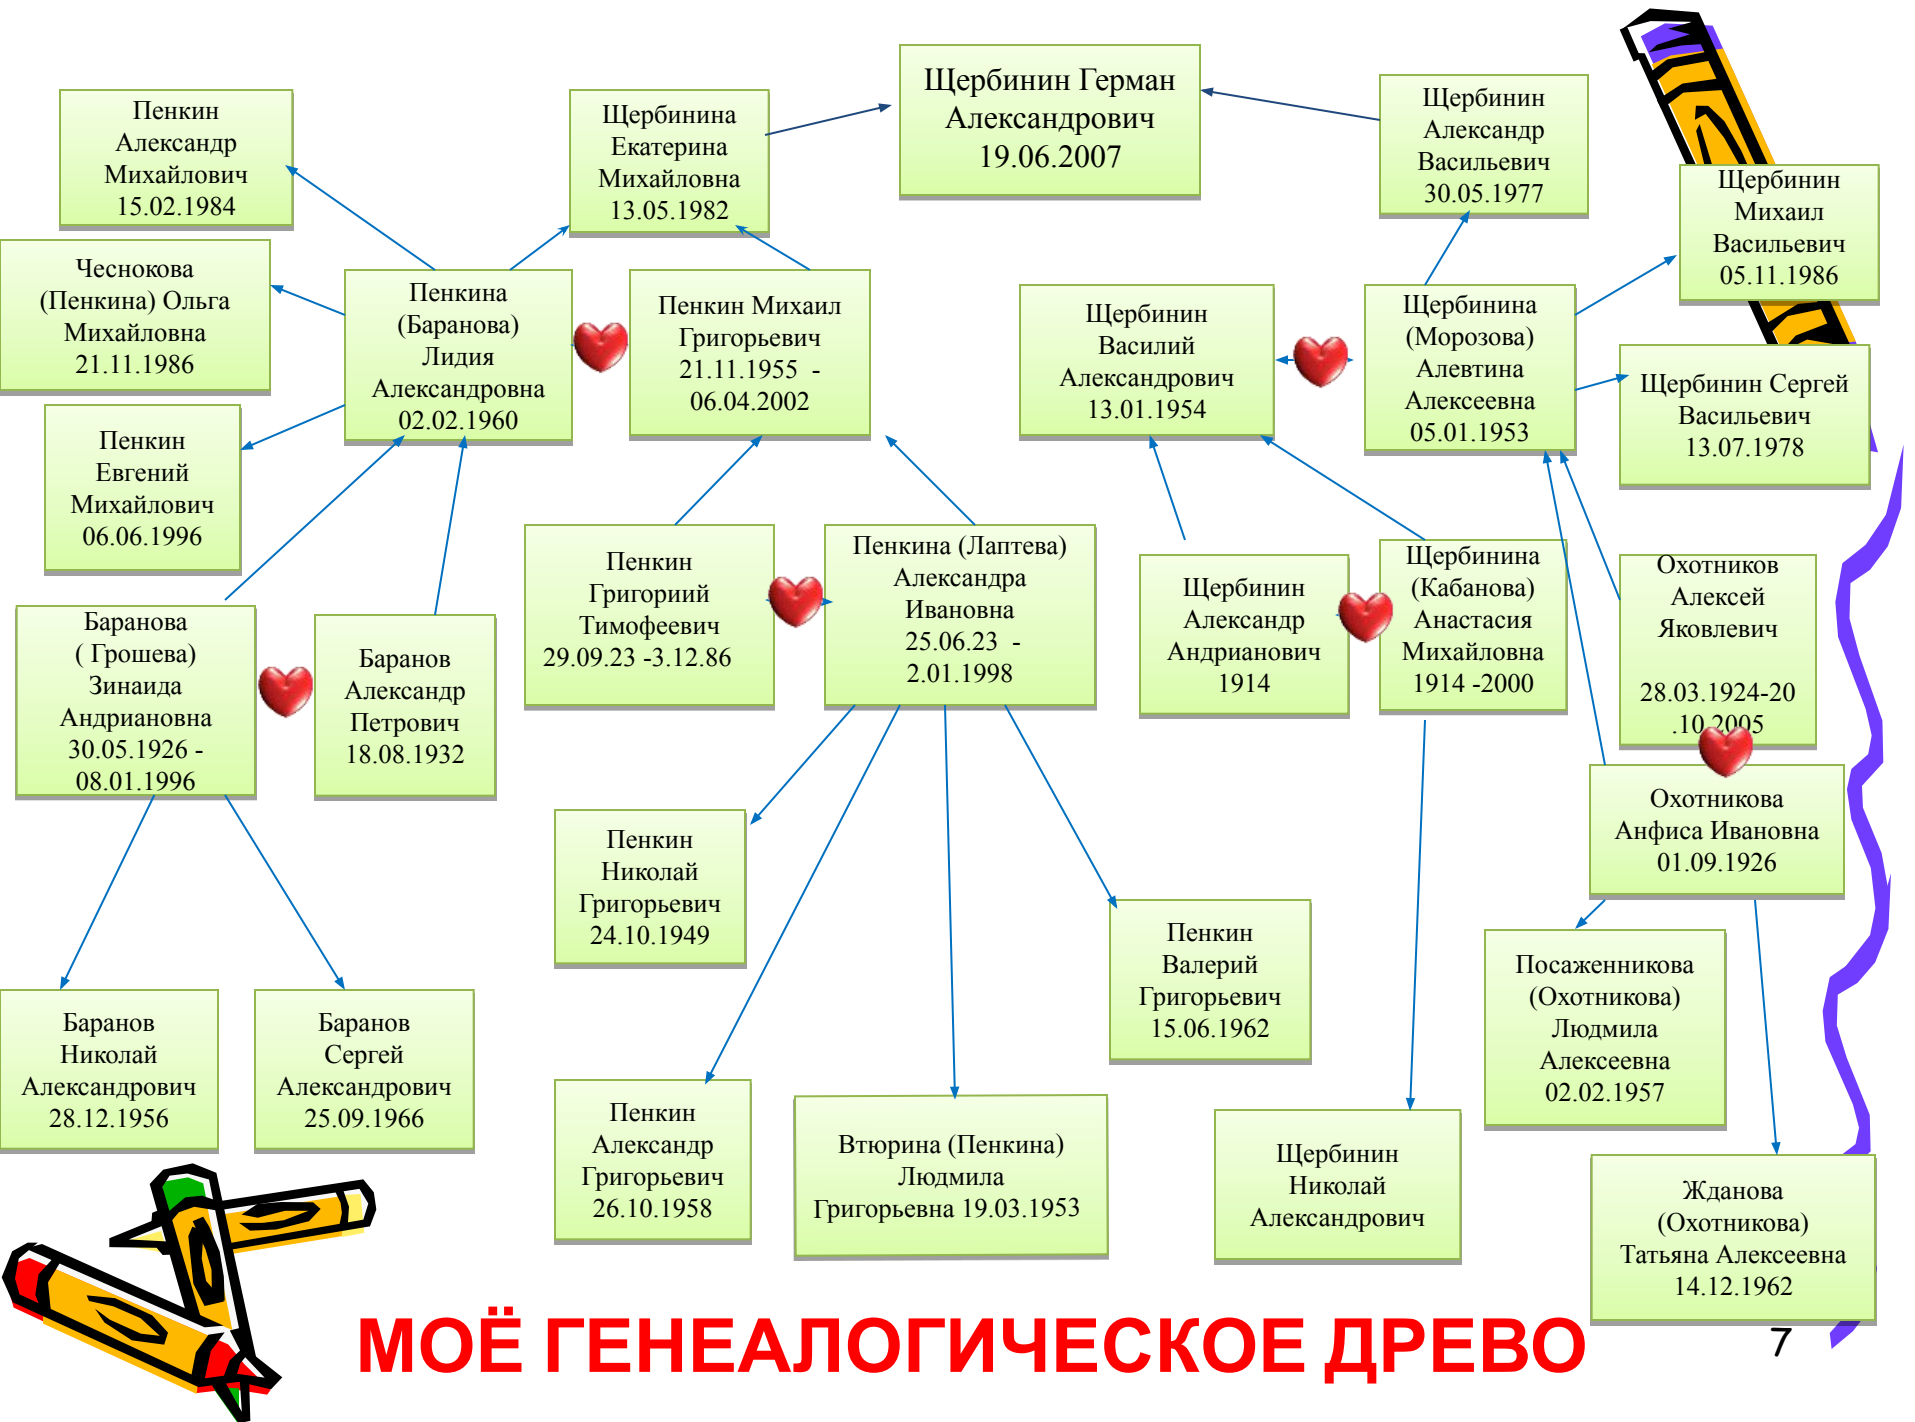 Щербинин Герман
Александрович
19.06.2007
Пенкин
Александр
Михайлович
15.02.1984
Щербинина
Екатерина
Михайловна
13.05.1982
Щербинин
Александр
Васильевич
30.05.1977
Щербинин
Михаил
Васильевич
05.11.1986
Чеснокова
(Пенкина) Ольга
Михайловна
21.11.1986
Пенкина
(Баранова)
Лидия
Александровна
02.02.1960
Пенкин Михаил
Григорьевич
21.11.1955 -
06.04.2002
Щербинин
Василий
Александрович
13.01.1954
Щербинина
(Морозова)
Алевтина
Алексеевна
05.01.1953
Щербинин Сергей
Васильевич
13.07.1978
Пенкин
Евгений
Михайлович
06.06.1996
Баранова
( Грошева)
Зинаида
Андриановна
30.05.1926 -
08.01.1996
Баранов
Александр
Петрович
18.08.1932
Пенкин
Григориий
Тимофеевич
29.09.23 -3.12.86
Пенкина (Лаптева)
Александра
Ивановна
25.06.23 -
2.01.1998
Щербинин
Александр
Андрианович
1914
Щербинина
(Кабанова)
Анастасия
Михайловна
1914 -2000
Охотников
Алексей
Яковлевич
28.03.1924-20
.10.2005
Охотникова
Анфиса Ивановна
01.09.1926
Пенкин
Николай
Григорьевич
24.10.1949
Пенкин
Валерий
Григорьевич
15.06.1962
Посаженникова
(Охотникова)
Людмила
Алексеевна
02.02.1957
Баранов
Николай
Александрович
28.12.1956
Баранов
Сергей
Александрович
25.09.1966
Пенкин
Александр
Григорьевич
26.10.1958
Втюрина (Пенкина)
Людмила
Григорьевна 19.03.1953
Щербинин
Николай
Александрович
Жданова
(Охотникова)
Татьяна Алексеевна
14.12.1962
МОЁ ГЕНЕАЛОГИЧЕСКОЕ ДРЕВО
7